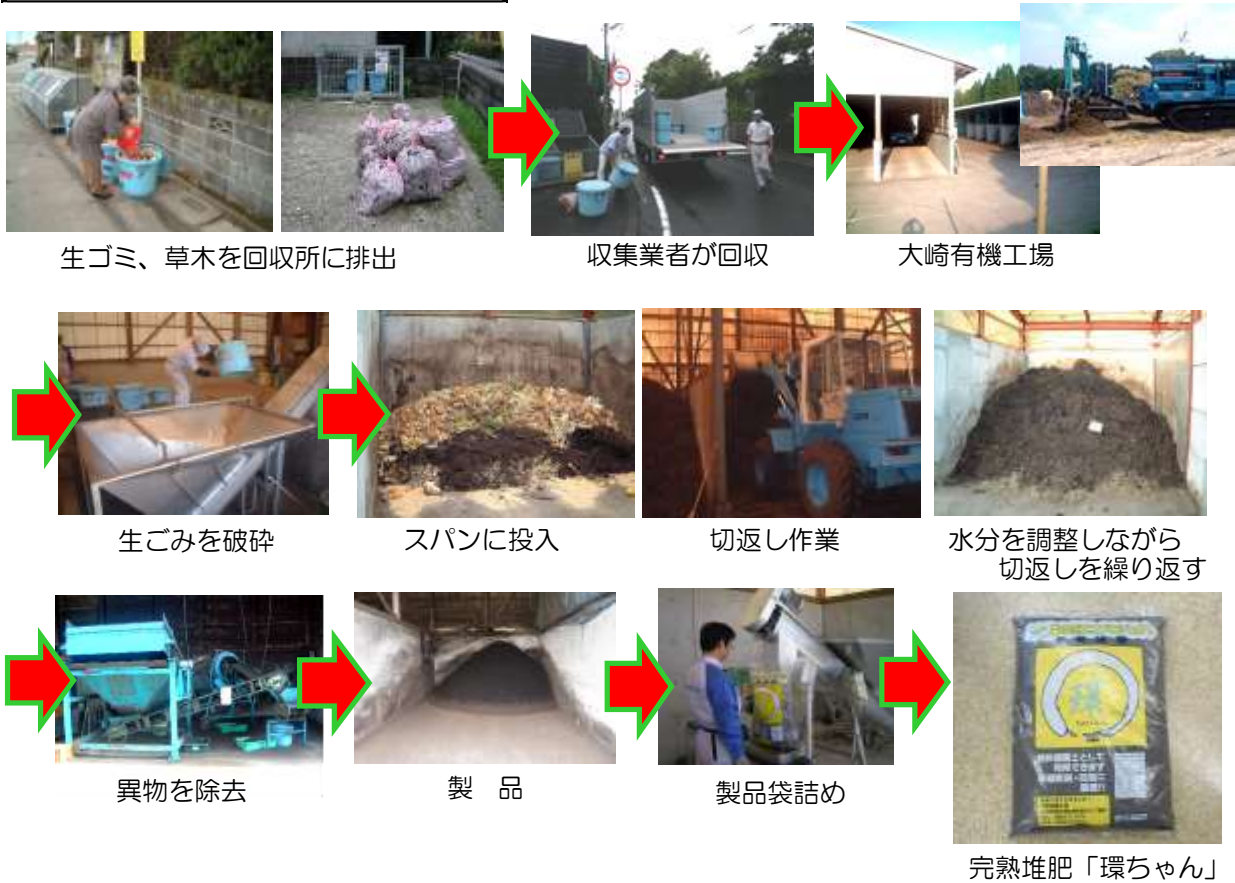 生ゴミ、草木を回収所に排出
収集業者が回収
大崎有機工場
生ごみを破砕
スパンに投入
切返し作業
水分を調整しながら
切返しを繰り返す
異物を除去
製 品
製品袋詰め
環
完熟堆肥「環ちゃん」